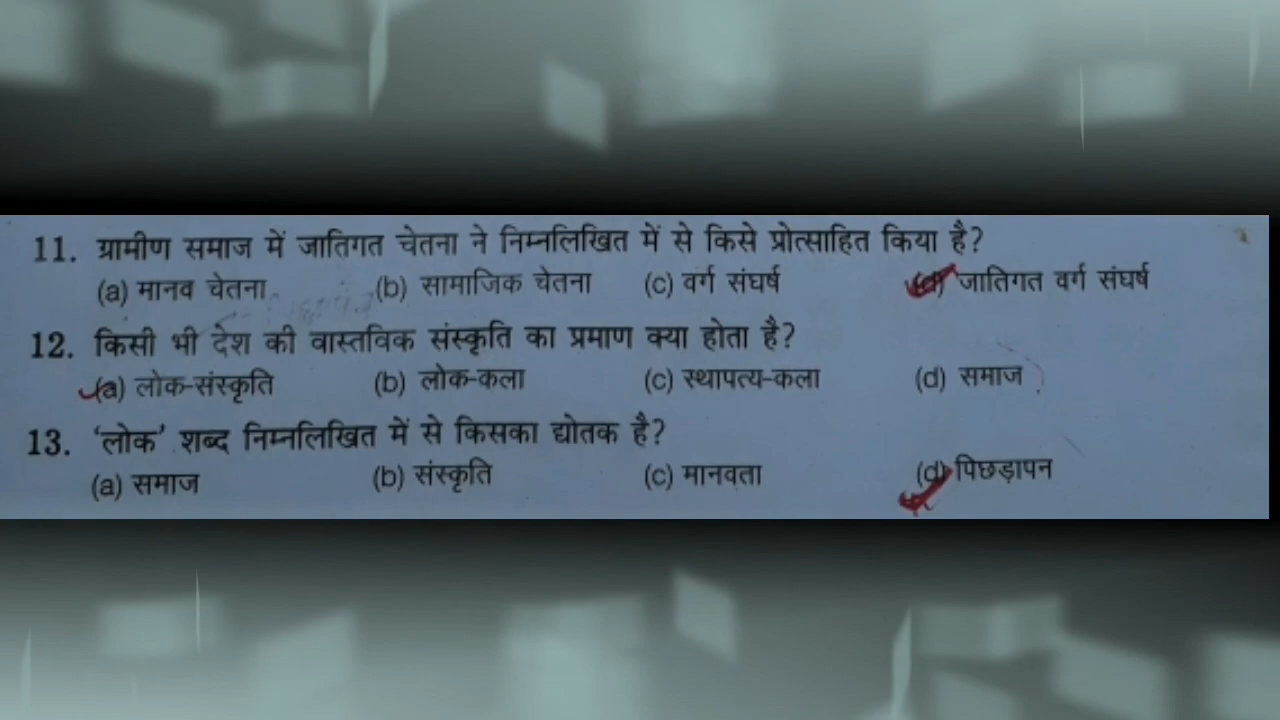 11. ग्रामीण समाज में जातिगत चेतना ने निम्नलिखित में से किसे प्रोत्साहित किया है?
(a) मानव चेतना (b) सामाजिक चेतना (c) वर्ग संघर्ष (d) जातिगत वर्ग संघर्ष
12. किसी भी देश की वास्तविक संस्कृति का प्रमाण क्या होता है?
(a) लोक-संस्कृति (b) लोक-कला (c) स्थापत्य-कला (d) समाज
13. 'लोक' शब्द निम्नलिखित में से किसका द्योतक है?
(a) समाज (b) संस्कृति (c) मानवता (d) पिछड़ापन